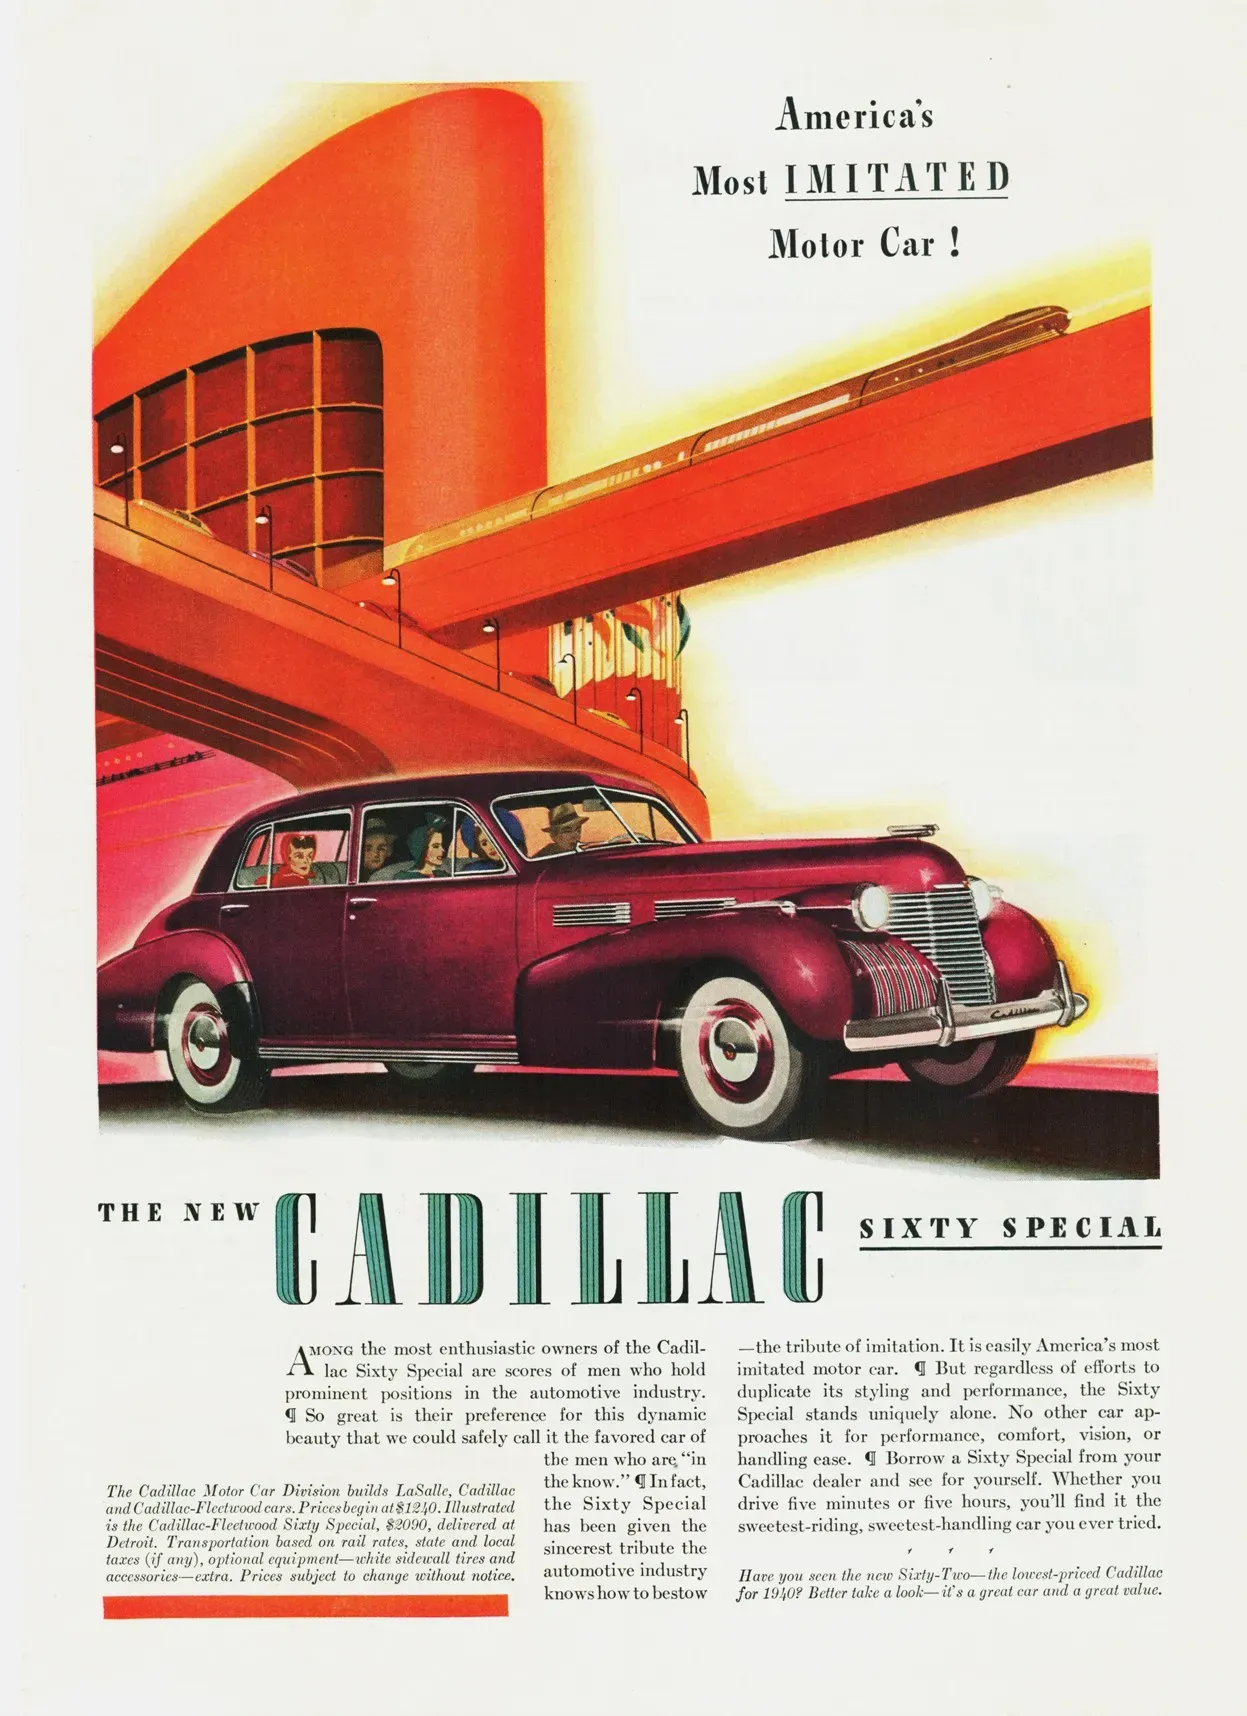 America's
Most IMITATED
Motor Car !
Cadillac
THE NEW CADILLAC SIXTY SPECIAL
AMONG the most enthusiastic owners of the Cadil-
lac Sixty Special are scores of men who hold
prominent positions in the automotive industry.
¶ So great is their preference for this dynamic
beauty that we could safely call it the favored car of
the men who are “in
the know.” ¶ In fact,
the Sixty Special
has been given the
sincerest tribute the
automotive industry
knows how to bestow
—the tribute of imitation. It is easily America's most
imitated motor car. ¶ But regardless of efforts to
duplicate its styling and performance, the Sixty
Special stands uniquely alone. No other car ap-
proaches it for performance, comfort, vision, or
handling ease. ¶ Borrow a Sixty Special from your
Cadillac dealer and see for yourself. Whether you
drive five minutes or five hours, you'll find it the
sweetest-riding, sweetest-handling car you ever tried.
Have you seen the new Sixty-Two—the lowest-priced Cadillac
for 1940? Better take a look—it's a great car and a great value.
The Cadillac Motor Car Division builds LaSalle, Cadillac
and Cadillac-Fleetwood cars. Prices begin at $1240. Illustrated
is the Cadillac-Fleetwood Sixty Special, $2090, delivered at
Detroit. Transportation based on rail rates, state and local
taxes (if any), optional equipment—white sidewall tires and
accessories—extra. Prices subject to change without notice.